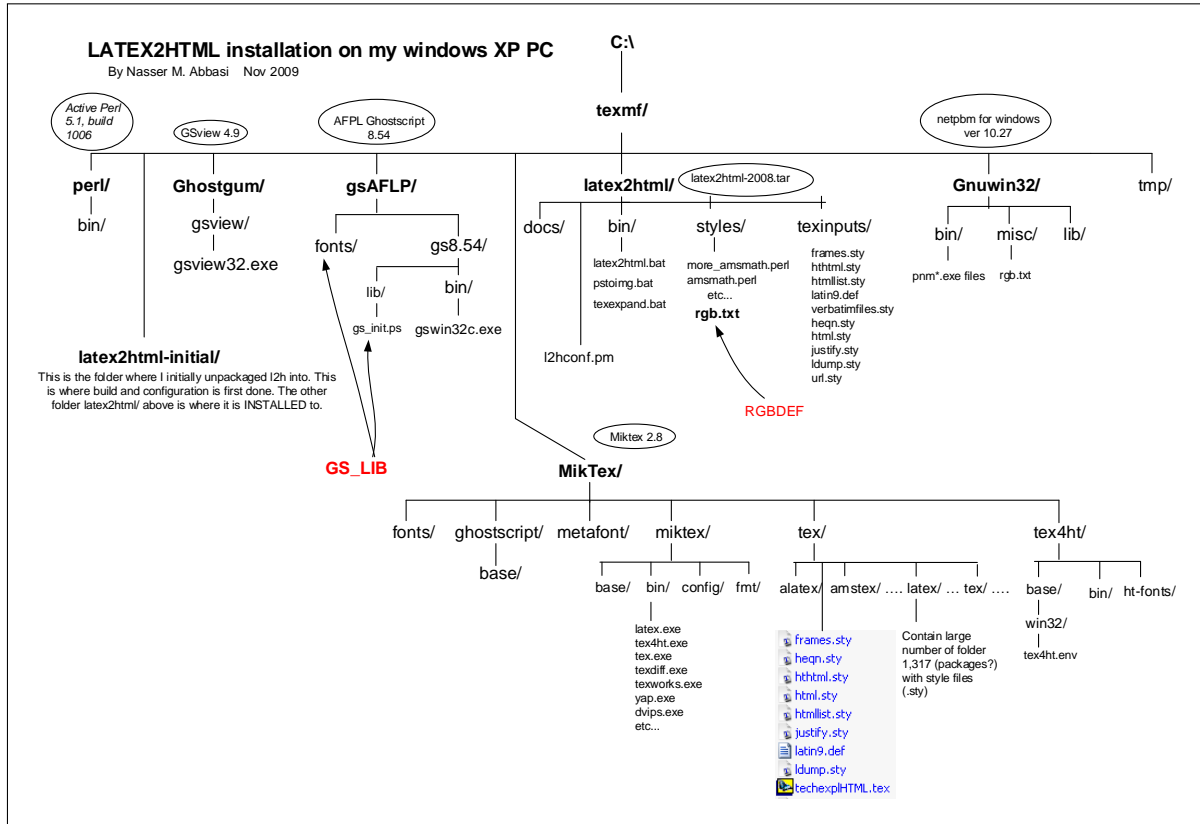 LATEX2HTML installation on my windows XP PC
By Nasser M. Abbasi Nov 2009
C:\
texmf/
Active Perl
5.1, build
1006
GSview 4.9
AFPL Ghostscript
8.54
netpbm for windows
ver 10.27
perl/
bin/
Ghostgum/
gsview/
gsview32.exe
gsAFLP/
fonts/
gs8.54/
lib/
gs_init.ps
bin/
gswin32c.exe
latex2html/
latex2html-2008.tar
docs/
l2hconf.pm
bin/
latex2html.bat
pstoimg.bat
texexpand.bat
styles/
more_amsmath.perl
amsmath.perl
etc...
rgb.txt
texinputs/
frames.sty
hthtml.sty
htmllist.sty
latin9.def
verbatimfiles.sty
heqn.sty
html.sty
justify.sty
ldump.sty
url.sty
Gnuwin32/
bin/
pnm*.exe files
misc/
rgb.txt
lib/
tmp/
latex2html-initial/
This is the folder where I initially unpackaged l2h into. This
is where build and configuration is first done. The other
folder latex2html/ above is where it is INSTALLED to.
GS_LIB
RGBDEF
Miktex 2.8
MikTex/
fonts/
ghostscript/
base/
metafont/
miktex/
base/
bin/
config/
fmt/
latex.exe
tex4ht.exe
tex.exe
texdiff.exe
texworks.exe
yap.exe
dvips.exe
etc...
tex/
alatex/ amstex/ .... latex/ ... tex/ ....
frames.sty
heqn.sty
hthtml.sty
html.sty
htmllist.sty
justify.sty
latin9.def
ldump.sty
techexplHTML.tex
Contain large
number of folder
1,317 (packages?)
with style files
(.sty)
tex4ht/
base/
win32/
tex4ht.env
bin/
ht-fonts/